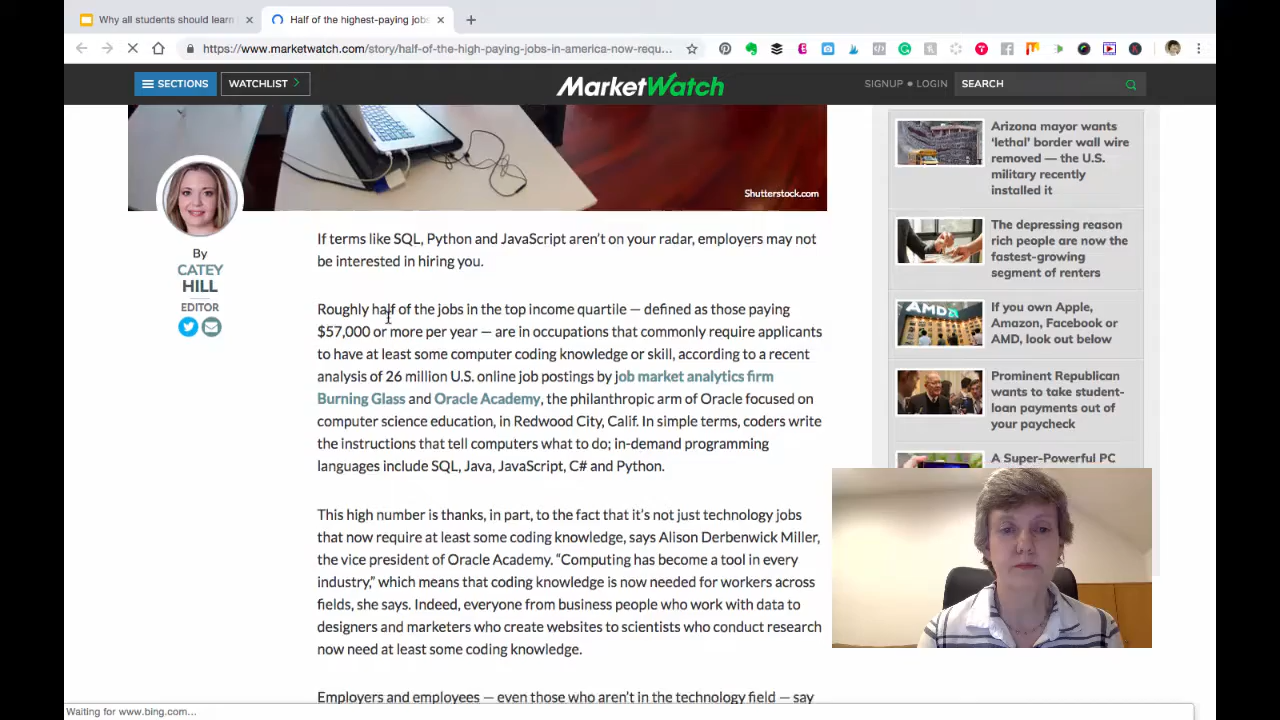 Why all students should learn
Half of the highest-paying jobs
https://www.marketwatch.com/story/half-of-the-high-paying-jobs-in-america-now-requ...
SECTIONS
WATCHLIST
MarketWatch
SIGNUP • LOGIN
SEARCH
Shutterstock.com
By
CATEY
HILL
EDITOR
If terms like SQL, Python and JavaScript aren't on your radar, employers may not
be interested in hiring you.
Roughly half of the jobs in the top income quartile — defined as those paying
$57,000 or more per year — are in occupations that commonly require applicants
to have at least some computer coding knowledge or skill, according to a recent
analysis of 26 million U.S. online job postings by job market analytics firm
Burning Glass and Oracle Academy, the philanthropic arm of Oracle focused on
computer science education, in Redwood City, Calif. In simple terms, coders write
the instructions that tell computers what to do; in-demand programming
languages include SQL, Java, JavaScript, C# and Python.
This high number is thanks, in part, to the fact that it's not just technology jobs
that now require at least some coding knowledge, says Alison Derbenwick Miller,
the vice president of Oracle Academy. “Computing has become a tool in every
industry,” which means that coding knowledge is now needed for workers across
fields, she says. Indeed, everyone from business people who work with data to
designers and marketers who create websites to scientists who conduct research
now need at least some coding knowledge.
Employers and employees — even those who aren't in the technology field — say
Arizona mayor wants
‘lethal’ border wall wire
removed — the U.S.
military recently
installed it
The depressing reason
rich people are now the
fastest-growing
segment of renters
AMD
If you own Apple,
Amazon, Facebook or
AMD, look out below
Prominent Republican
wants to take student-
loan payments out of
your paycheck
A Super-Powerful PC
Waiting for www.bing.com...